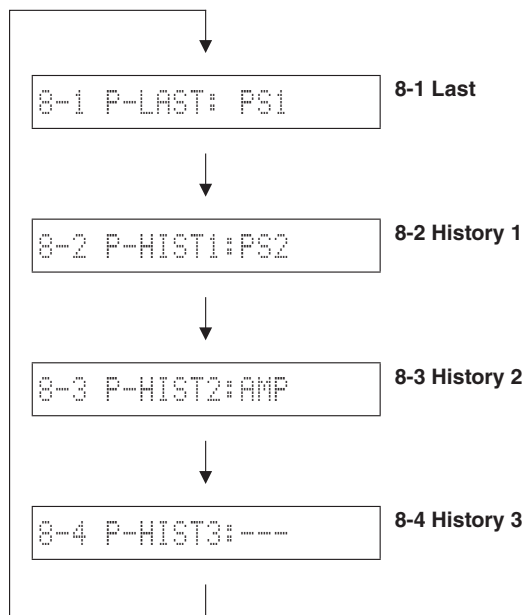 8-1 P-LAST: PS1
8-1 Last
8-2 P-HIST1:PS2
8-2 History 1
8-3 P-HIST2:AMP
8-3 History 2
8-4 P-HIST3:---
8-4 History 3